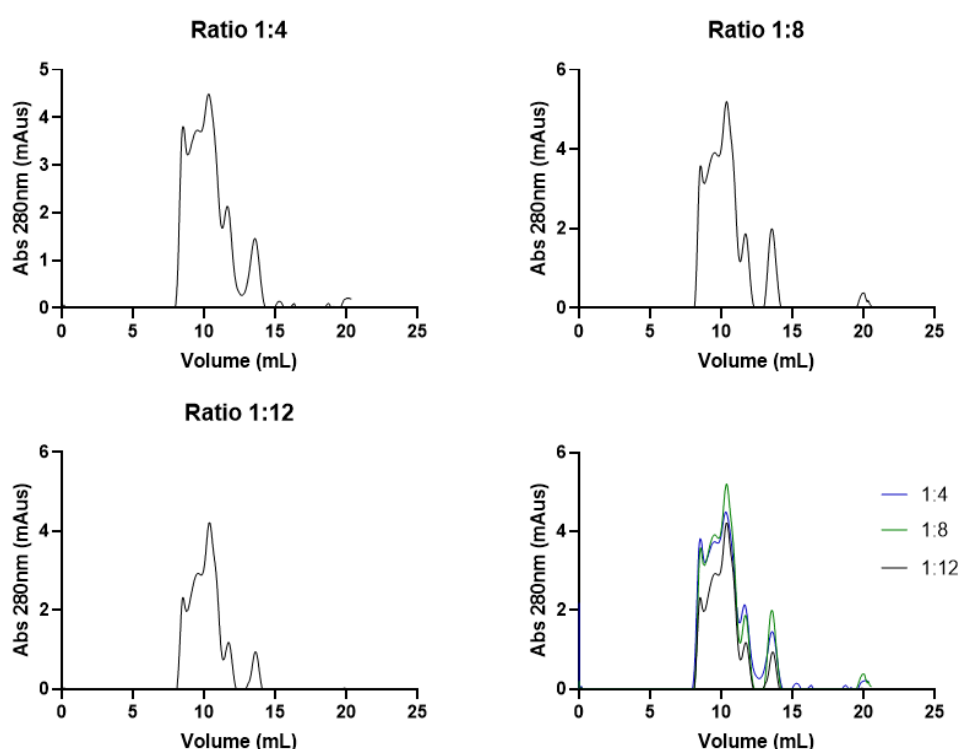 Ratio 1:4
5
4
3
2
1
0
Abs 280nm (mAus)
0 5 10 15 20 25
Volume (mL)
Ratio 1:8
6
4
2
0
Abs 280nm (mAus)
0 5 10 15 20 25
Volume (mL)
Ratio 1:12
6
4
2
0
Abs 280nm (mAus)
0 5 10 15 20 25
Volume (mL)
6
4
2
0
Abs 280nm (mAus)
0 5 10 15 20 25
Volume (mL)
1:4
1:8
1:12